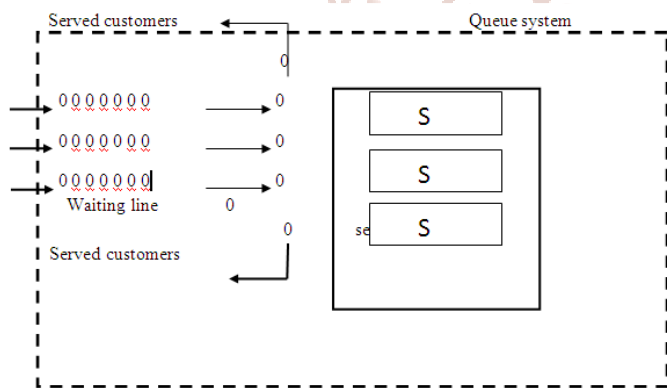 Served customers Queue system
0
0 0 0 0 0 0 0 0 S
0 0 0 0 0 0 0 0 S
0 0 0 0 0 0 0 0
Waiting line 0
0 se S
Served customers